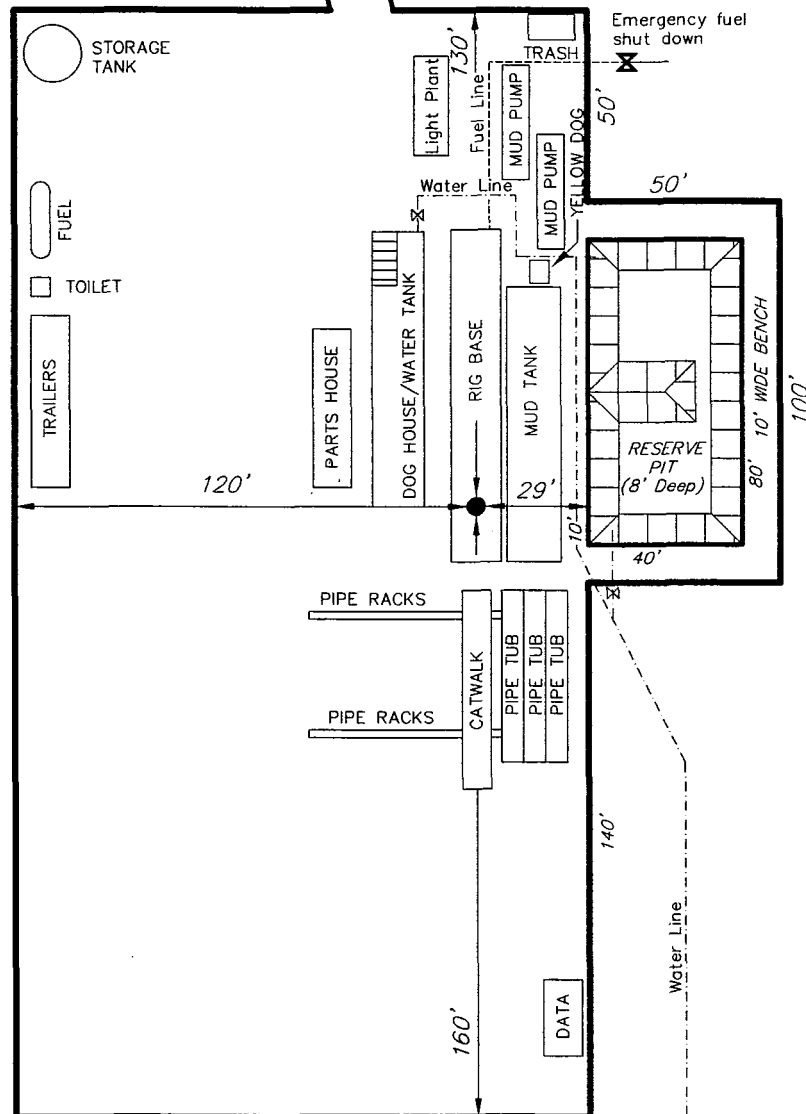 Emergency fuel
shut down
STORAGE
TANK
TRASH
130'
Light Plant
Fuel Line
MUD PUMP
MUD PUMP
YELLOW DOG
50'
50'
Water Line
FUEL
TOILET
TRAILERS
PARTS HOUSE
DOG HOUSE/WATER TANK
RIG BASE
MUD TANK
RESERVE
PIT
(8' Deep)
80'
10' WIDE BENCH
100'
120'
29'
10'
40'
PIPE RACKS
PIPE RACKS
CATWALK
PIPE TUB
PIPE TUB
PIPE TUB
140'
Water Line
160'
DATA